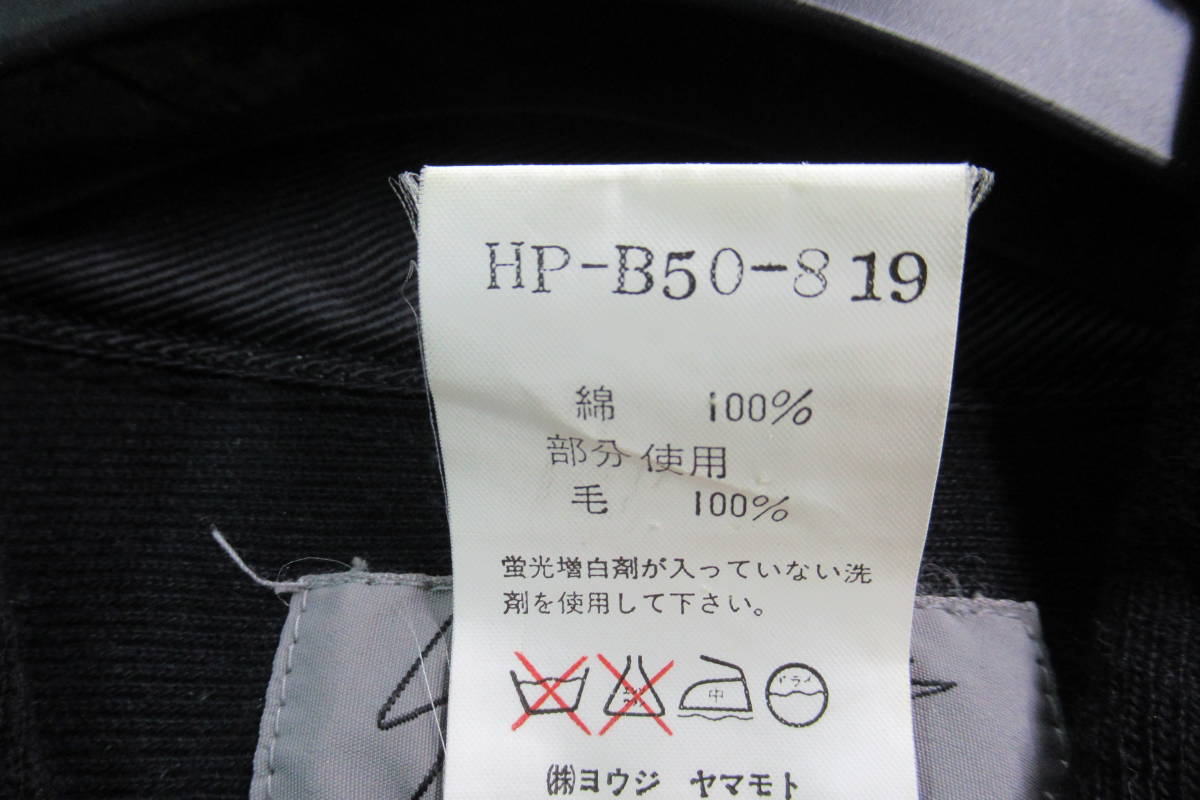 HP-B50-819
綿 100%
部分使用
毛 100%
蛍光増白剤が入っていない洗
剤を使用して下さい。
中 ドライ
㈱ヨウジ ヤマモト